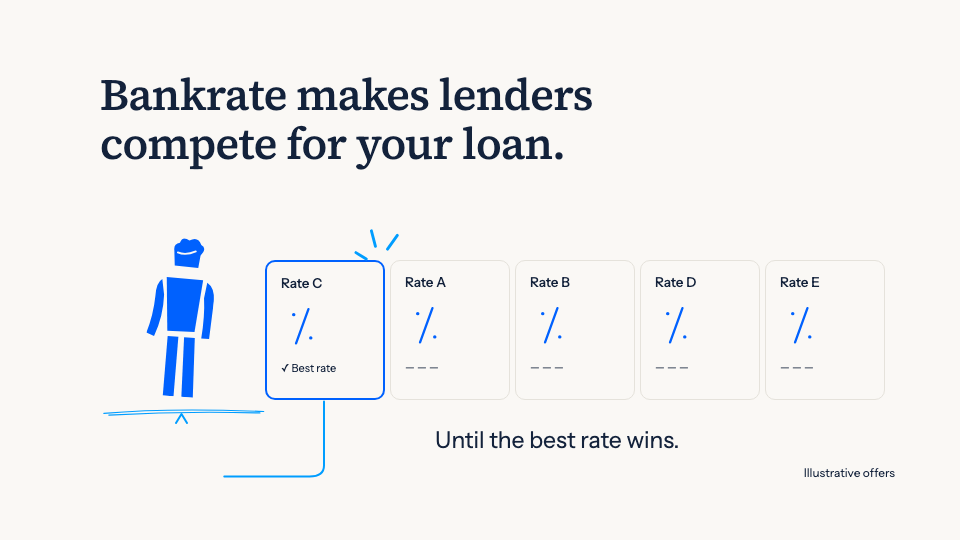 Bankrate makes lenders
compete for your loan.
Rate C
✓ Best rate
Rate A
Rate B
Rate D
Rate E
Until the best rate wins.
Illustrative offers